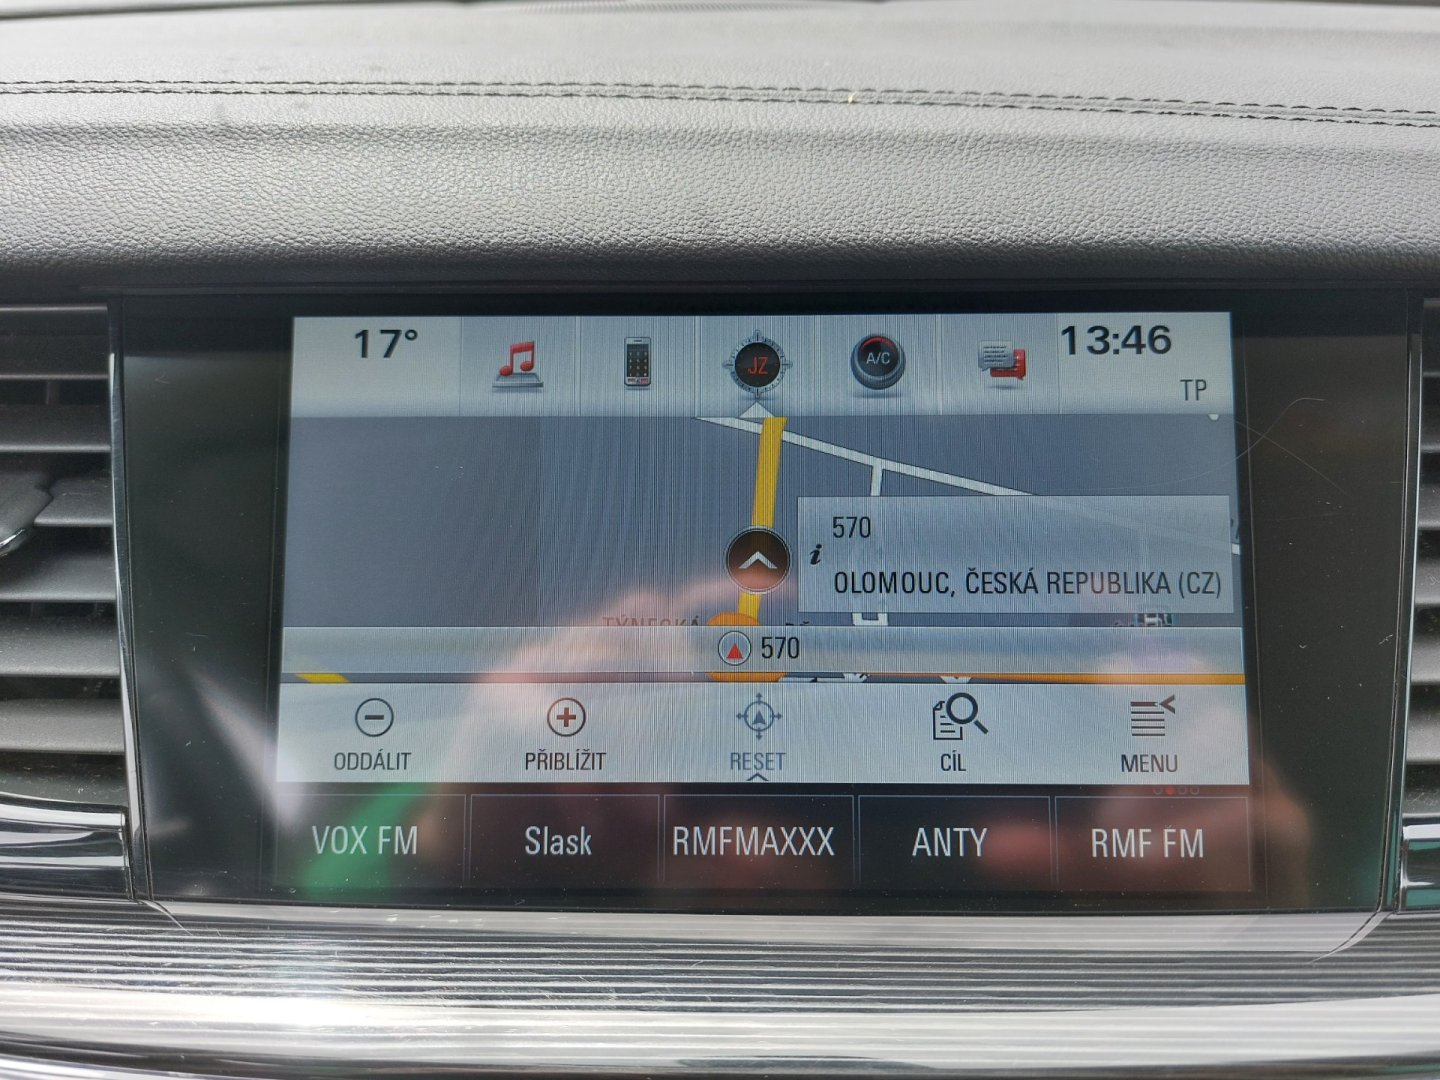 17° 13:46
JZ
A/C
TP
570
i
OLOMOUC, ČESKÁ REPUBLIKA (CZ)
TÝNECKÁ
570
ODDÁLIT PŘIBLÍŽIT RESET CÍL MENU
VOX FM Slask RMFMAXXX ANTY RMF FM